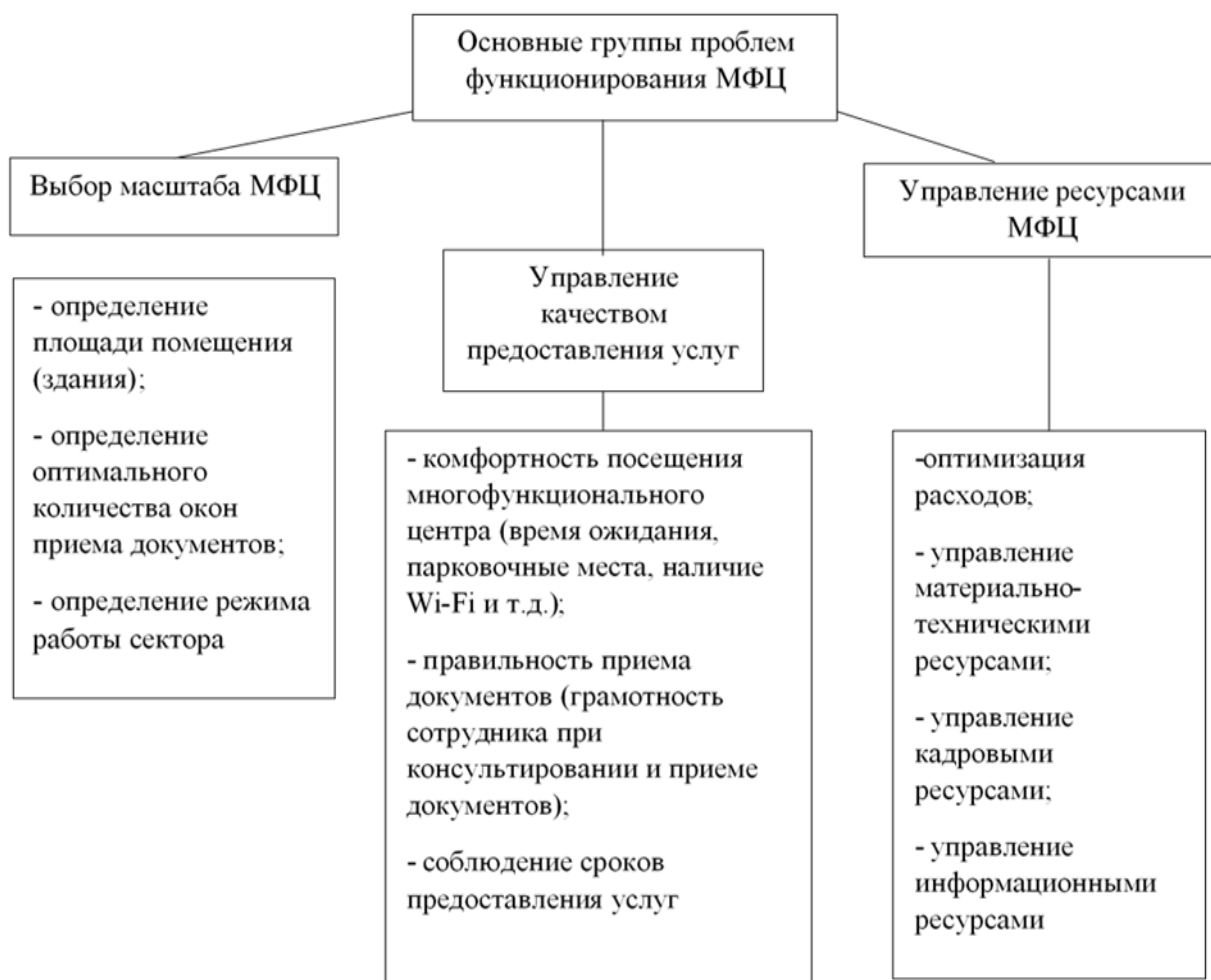 Основные группы проблем
функционирования МФЦ
Выбор масштаба МФЦ
- определение
площади помещения
(здания);
- определение
оптимального
количества окон
приема документов;
- определение режима
работы сектора
Управление
качеством
предоставления услуг
- комфортность посещения
многофункционального
центра (время ожидания,
парковочные места, наличие
Wi-Fi и т.д.);
- правильность приема
документов (грамотность
сотрудника при
консультировании и приеме
документов);
- соблюдение сроков
предоставления услуг
Управление ресурсами
МФЦ
-оптимизация
расходов;
- управление
материально-
техническими
ресурсами;
- управление
кадровыми
ресурсами;
- управление
информационными
ресурсами